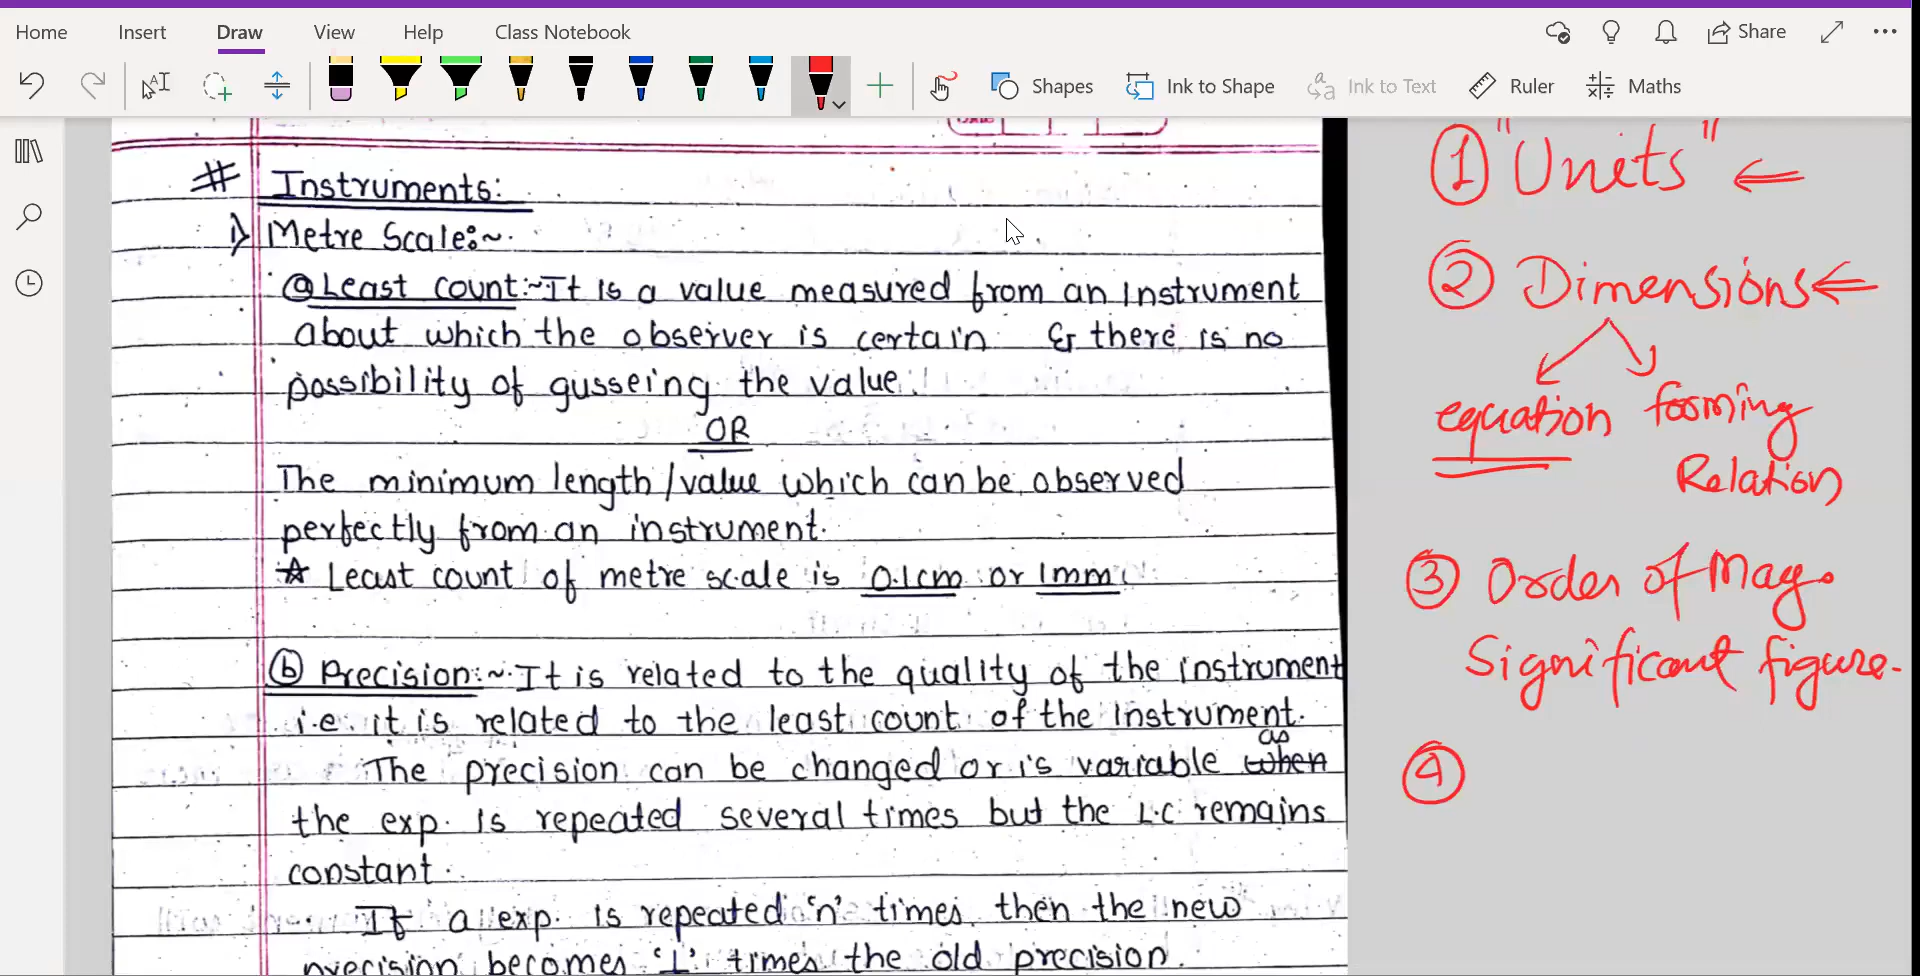 Home Insert Draw View Help Class Notebook Share
Shapes Ink to Shape Ink to Text Ruler Maths
# Instruments:
1) Metre Scale:~
(a) Least count:~ It is a value measured from an instrument
about which the observer is certain & there is no
possibility of gusseing the value.
OR
The minimum length/value which can be observed
perfectly from an instrument.
☆ Least count of metre scale is 0.1cm or 1mm.
(b) Precision:~ It is related to the quality of the instrument
i.e. it is related to the least count of the instrument.
as
The precision can be changed or is variable when
the exp. is repeated several times but the L.C remains
constant.
If a exp. is repeated 'n' times then the new
precision becomes times the old precision.
① "Units" ⇐
② Dimensions ⇐
equation forming
Relation
③ Order of Mag.
Significant figure.
④